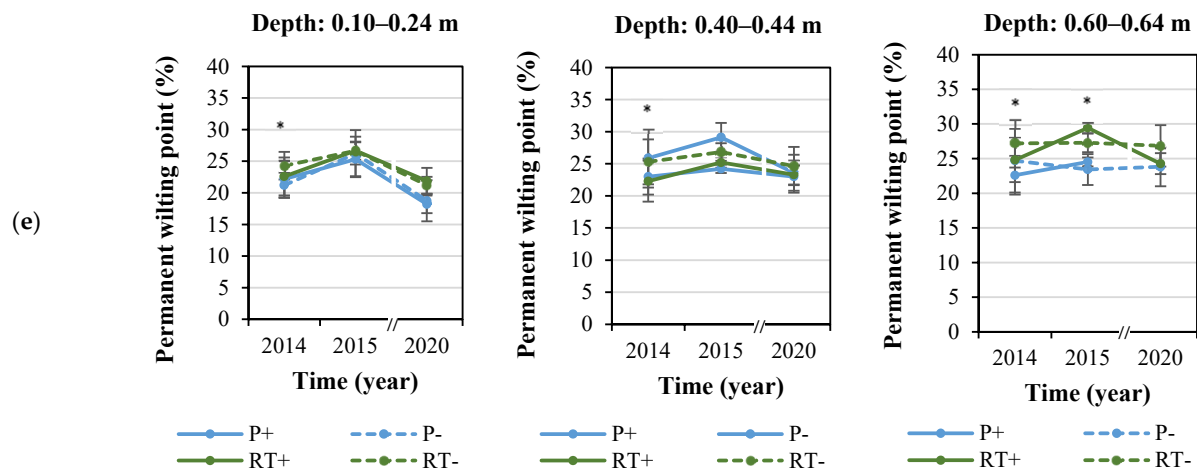 Depth: 0.10–0.24 m
Permanent wilting point (%)
40
35
30
25
20
15
10
5
0
*
2014 2015 // 2020
Time (year)
P+ P-
RT+ RT-
Depth: 0.40–0.44 m
Permanent wilting point (%)
40
35
30
25
20
15
10
5
0
*
2014 2015 // 2020
Time (year)
P+ P-
RT+ RT-
Depth: 0.60–0.64 m
Permanent wilting point (%)
40
35
30
25
20
15
10
5
0
* *
2014 2015 // 2020
Time (year)
P+ P-
RT+ RT-
(e)